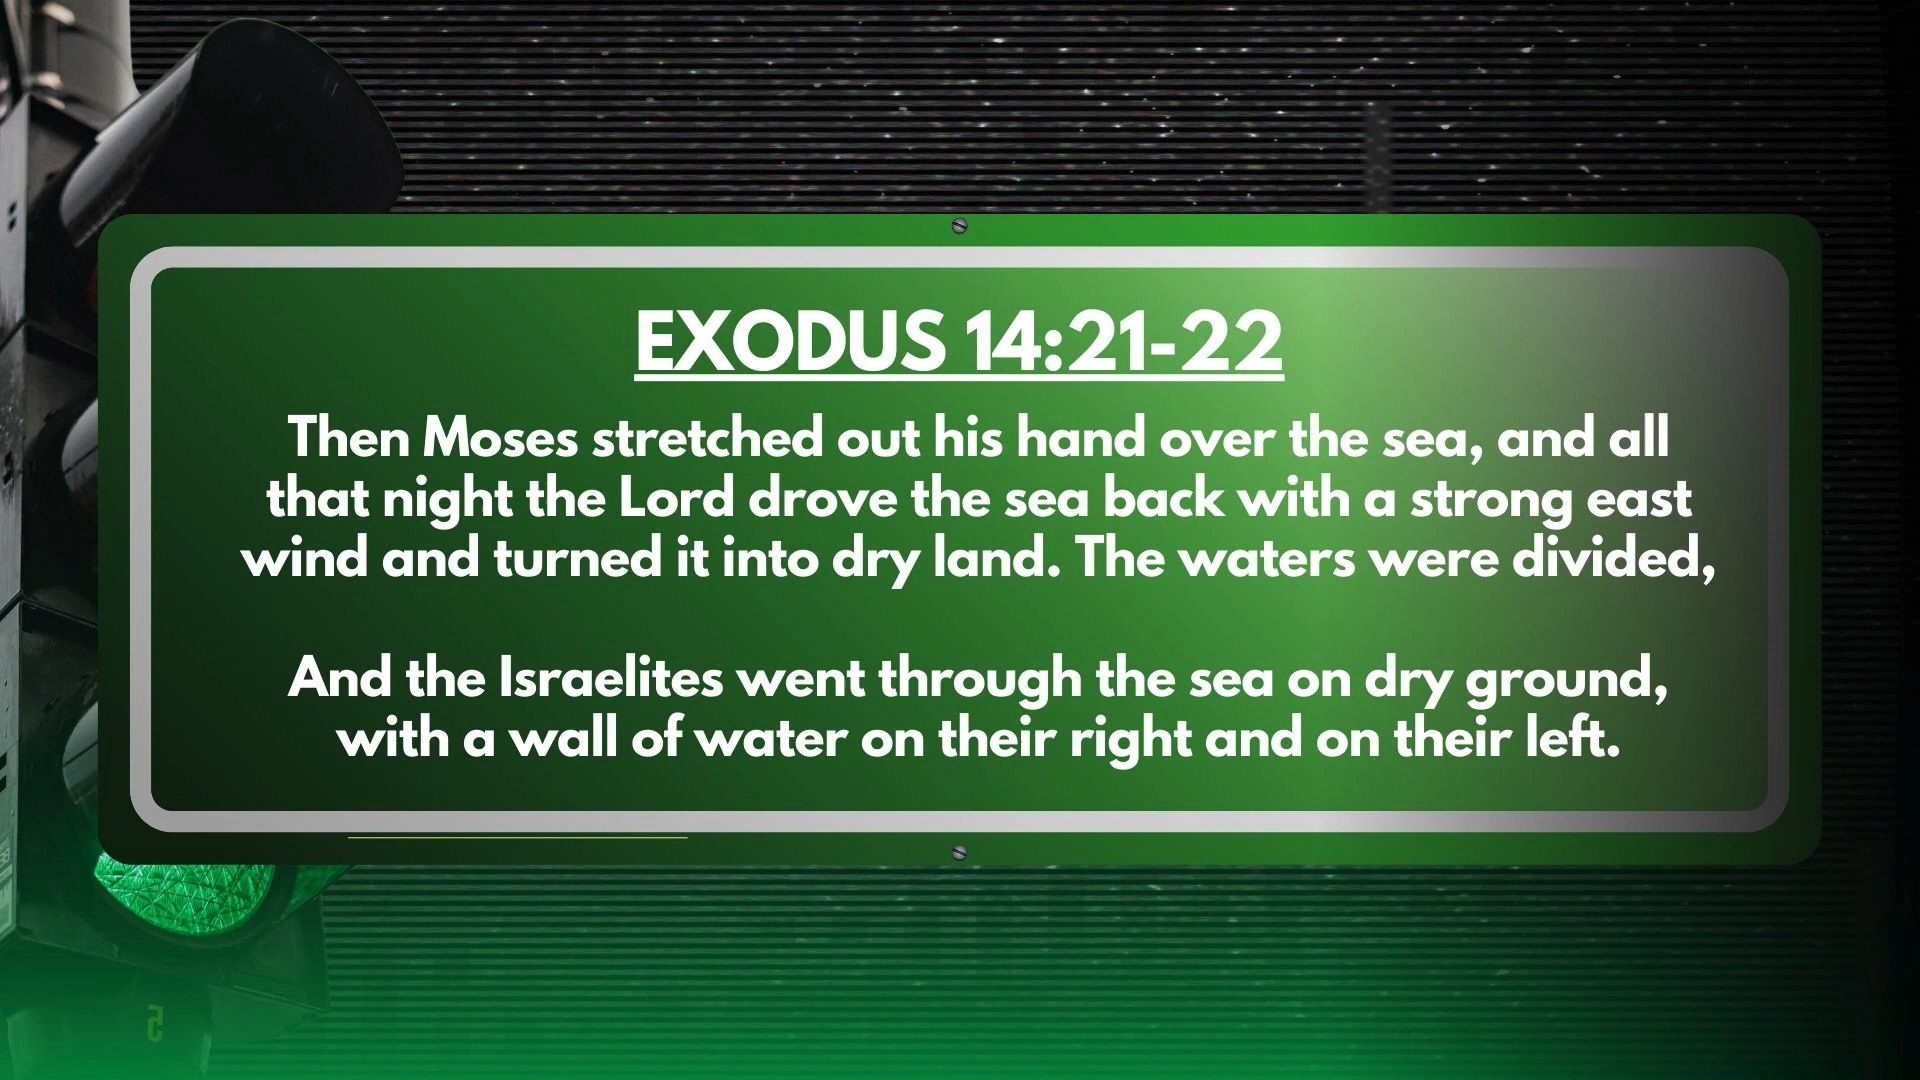 EXODUS 14:21-22
Then Moses stretched out his hand over the sea, and all
that night the Lord drove the sea back with a strong east
wind and turned it into dry land. The waters were divided,
And the Israelites went through the sea on dry ground,
with a wall of water on their right and on their left.